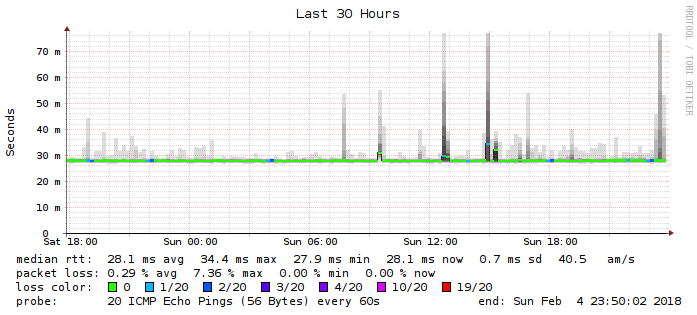 Last 30 Hours
RRDTOOL / TOBI OETIKER
Seconds
70 m
60 m
50 m
40 m
30 m
20 m
10 m
0
Sat 18:00 Sun 00:00 Sun 06:00 Sun 12:00 Sun 18:00
median rtt: 28.1 ms avg 34.4 ms max 27.9 ms min 28.1 ms now 0.7 ms sd 40.5 am/s
packet loss: 0.29 % avg 7.36 % max 0.00 % min 0.00 % now
loss color: 0 1/20 2/20 3/20 4/20 10/20 19/20
probe: 20 ICMP Echo Pings (56 Bytes) every 60s end: Sun Feb 4 23:50:02 2018